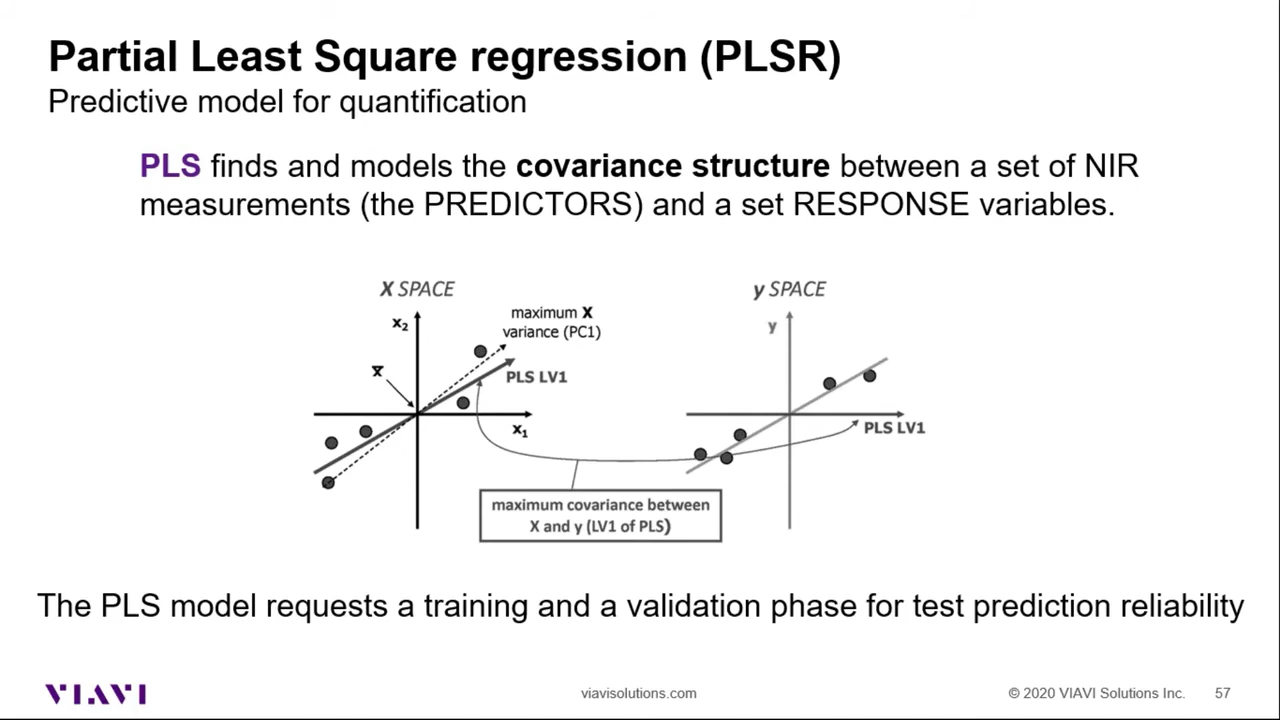 Partial Least Square regression (PLSR)
Predictive model for quantification
PLS finds and models the covariance structure between a set of NIR
measurements (the PREDICTORS) and a set RESPONSE variables.
X SPACE
x₂
maximum X
variance (PC1)
x̄
PLS LV1
x₁
y SPACE
y
PLS LV1
maximum covariance between
X and y (LV1 of PLS)
The PLS model requests a training and a validation phase for test prediction reliability
VIAVI
viavisolutions.com
© 2020 VIAVI Solutions Inc.
57